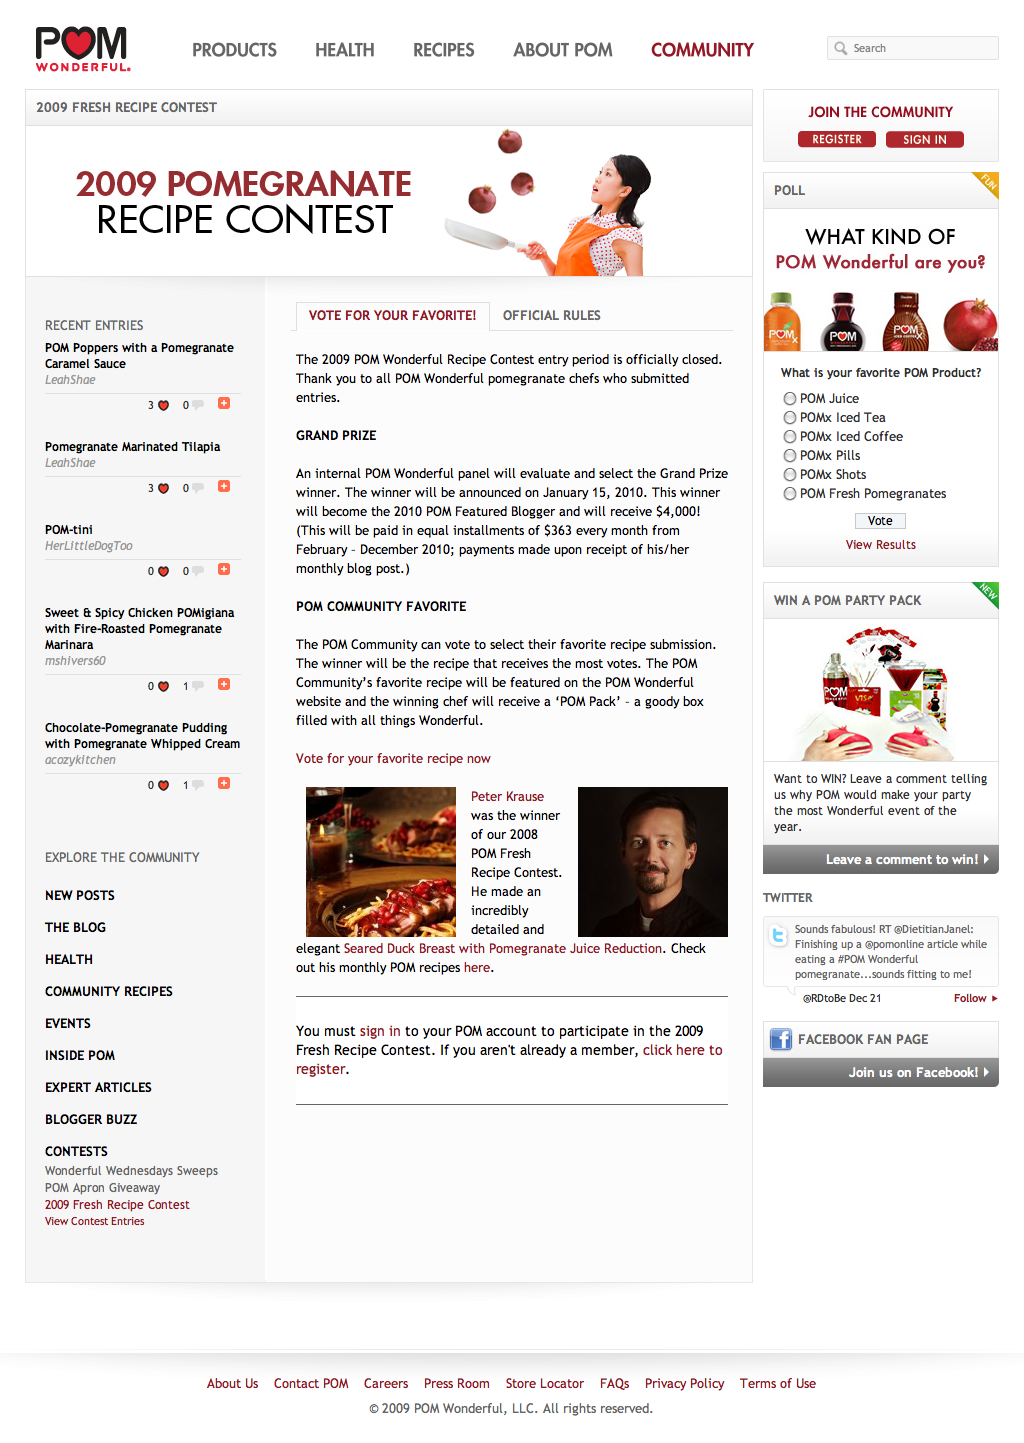 POM
WONDERFUL.
PRODUCTS
HEALTH
RECIPES
ABOUT POM
COMMUNITY
Search
2009 FRESH RECIPE CONTEST
2009 POMEGRANATE
RECIPE CONTEST
RECENT ENTRIES
POM Poppers with a Pomegranate
Caramel Sauce
LeahShae
3 0
Pomegranate Marinated Tilapia
LeahShae
3 0
POM-tini
HerLittleDogToo
0 0
Sweet & Spicy Chicken POMigiana
with Fire-Roasted Pomegranate
Marinara
mshivers60
0 1
Chocolate-Pomegranate Pudding
with Pomegranate Whipped Cream
acozykitchen
0 1
EXPLORE THE COMMUNITY
NEW POSTS
THE BLOG
HEALTH
COMMUNITY RECIPES
EVENTS
INSIDE POM
EXPERT ARTICLES
BLOGGER BUZZ
CONTESTS
Wonderful Wednesdays Sweeps
POM Apron Giveaway
2009 Fresh Recipe Contest
View Contest Entries
VOTE FOR YOUR FAVORITE!
OFFICIAL RULES
The 2009 POM Wonderful Recipe Contest entry period is officially closed.
Thank you to all POM Wonderful pomegranate chefs who submitted
entries.
GRAND PRIZE
An internal POM Wonderful panel will evaluate and select the Grand Prize
winner. The winner will be announced on January 15, 2010. This winner
will become the 2010 POM Featured Blogger and will receive $4,000!
(This will be paid in equal installments of $363 every month from
February – December 2010; payments made upon receipt of his/her
monthly blog post.)
POM COMMUNITY FAVORITE
The POM Community can vote to select their favorite recipe submission.
The winner will be the recipe that receives the most votes. The POM
Community’s favorite recipe will be featured on the POM Wonderful
website and the winning chef will receive a ‘POM Pack’ – a goody box
filled with all things Wonderful.
Vote for your favorite recipe now
Peter Krause
was the winner
of our 2008
POM Fresh
Recipe Contest.
He made an
incredibly
detailed and
elegant Seared Duck Breast with Pomegranate Juice Reduction. Check
out his monthly POM recipes here.
You must sign in to your POM account to participate in the 2009
Fresh Recipe Contest. If you aren't already a member, click here to
register.
JOIN THE COMMUNITY
REGISTER
SIGN IN
POLL
FUN
WHAT KIND OF
POM Wonderful are you?
POMx
POM
POMx
POM
What is your favorite POM Product?
POM Juice
POMx Iced Tea
POMx Iced Coffee
POMx Pills
POMx Shots
POM Fresh Pomegranates
Vote
View Results
WIN A POM PARTY PACK
NEW
POM
Want to WIN? Leave a comment telling
us why POM would make your party
the most Wonderful event of the
year.
Leave a comment to win!
TWITTER
Sounds fabulous! RT @DietitianJanel:
Finishing up a @pomonline article while
eating a #POM Wonderful
pomegranate...sounds fitting to me!
@RDtoBe Dec 21
Follow
FACEBOOK FAN PAGE
Join us on Facebook!
About Us
Contact POM
Careers
Press Room
Store Locator
FAQs
Privacy Policy
Terms of Use
© 2009 POM Wonderful, LLC. All rights reserved.